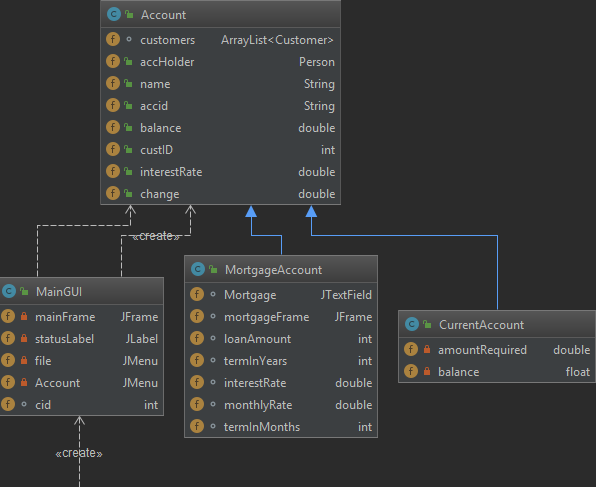 Account
customers ArrayList<Customer>
accHolder Person
name String
accid String
balance double
custID int
interestRate double
change double
«create»
MainGUI
mainFrame JFrame
statusLabel JLabel
file JMenu
Account JMenu
cid int
«create»
MortgageAccount
Mortgage JTextField
mortgageFrame JFrame
loanAmount int
termInYears int
interestRate double
monthlyRate double
termInMonths int
CurrentAccount
amountRequired double
balance float